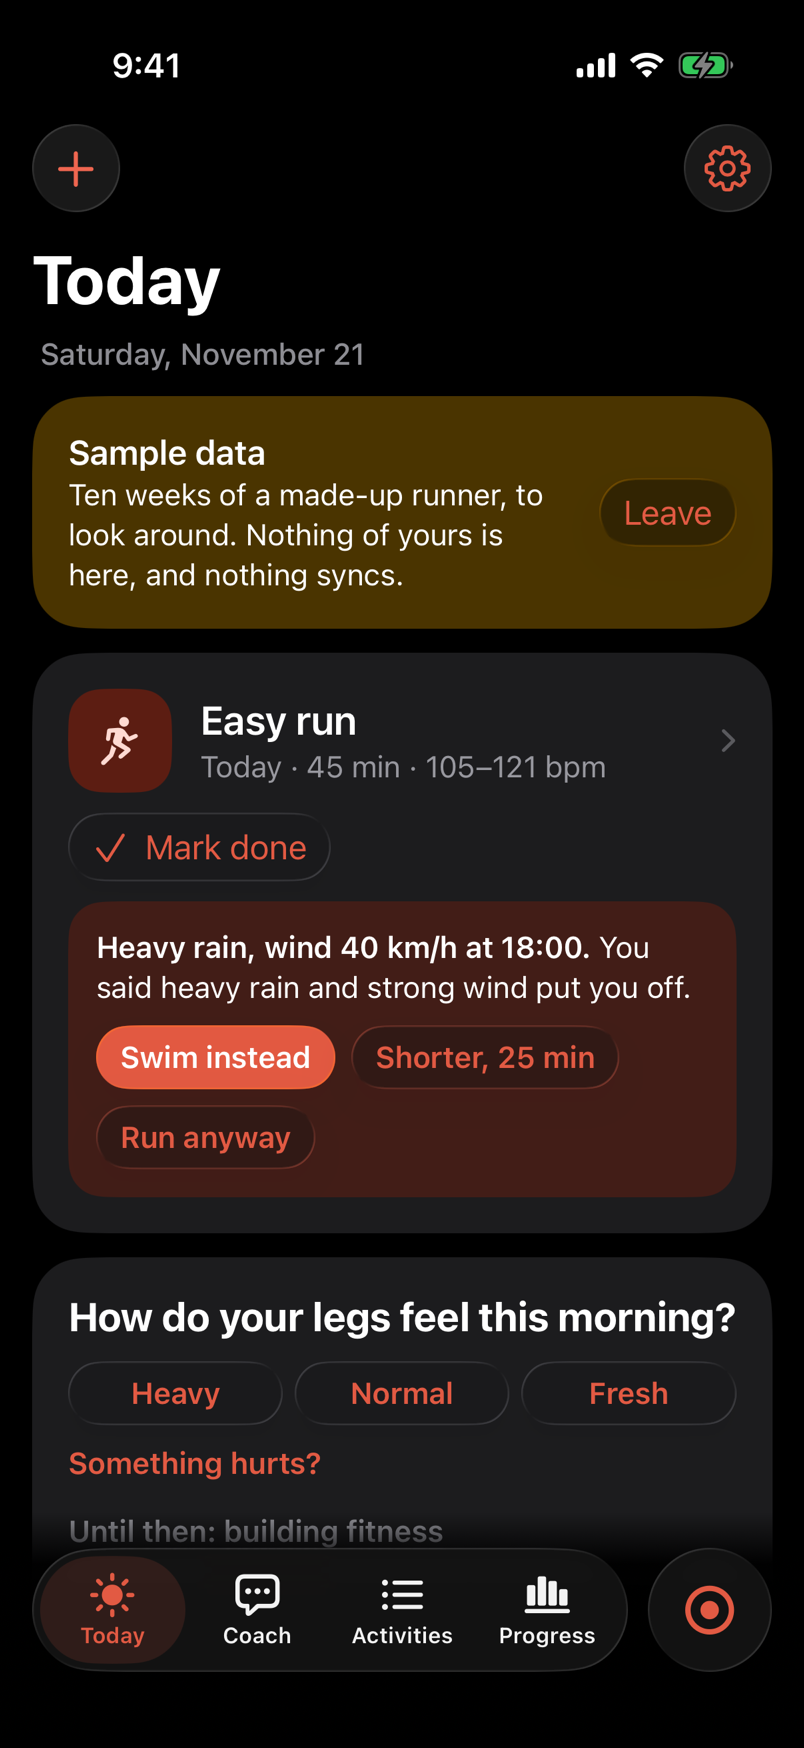 9:41
Today
Saturday, November 21
Sample data
Ten weeks of a made-up runner, to
look around. Nothing of yours is
here, and nothing syncs.
Leave
Easy run
Today · 45 min · 105–121 bpm
Mark done
Heavy rain, wind 40 km/h at 18:00. You
said heavy rain and strong wind put you off.
Swim instead
Shorter, 25 min
Run anyway
How do your legs feel this morning?
Heavy
Normal
Fresh
Something hurts?
Until then: building fitness
Today
Coach
Activities
Progress